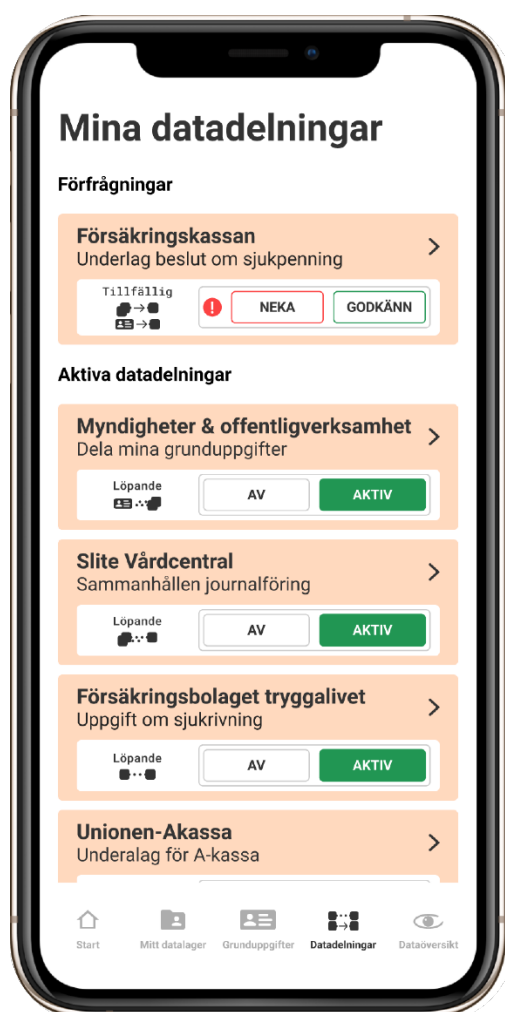 Mina datadelningar
Förfrågningar
Försäkringskassan
Underlag beslut om sjukpenning
Tillfällig
NEKA
GODKÄNN
Aktiva datadelningar
Myndigheter & offentligverksamhet
Dela mina grunduppgifter
Löpande
AV
AKTIV
Slite Vårdcentral
Sammanhållen journalföring
Löpande
AV
AKTIV
Försäkringsbolaget tryggalivet
Uppgift om sjukrivning
Löpande
AV
AKTIV
Unionen-Akassa
Underalag för A-kassa
Start
Mitt datalager
Grunduppgifter
Datadelningar
Dataöversikt